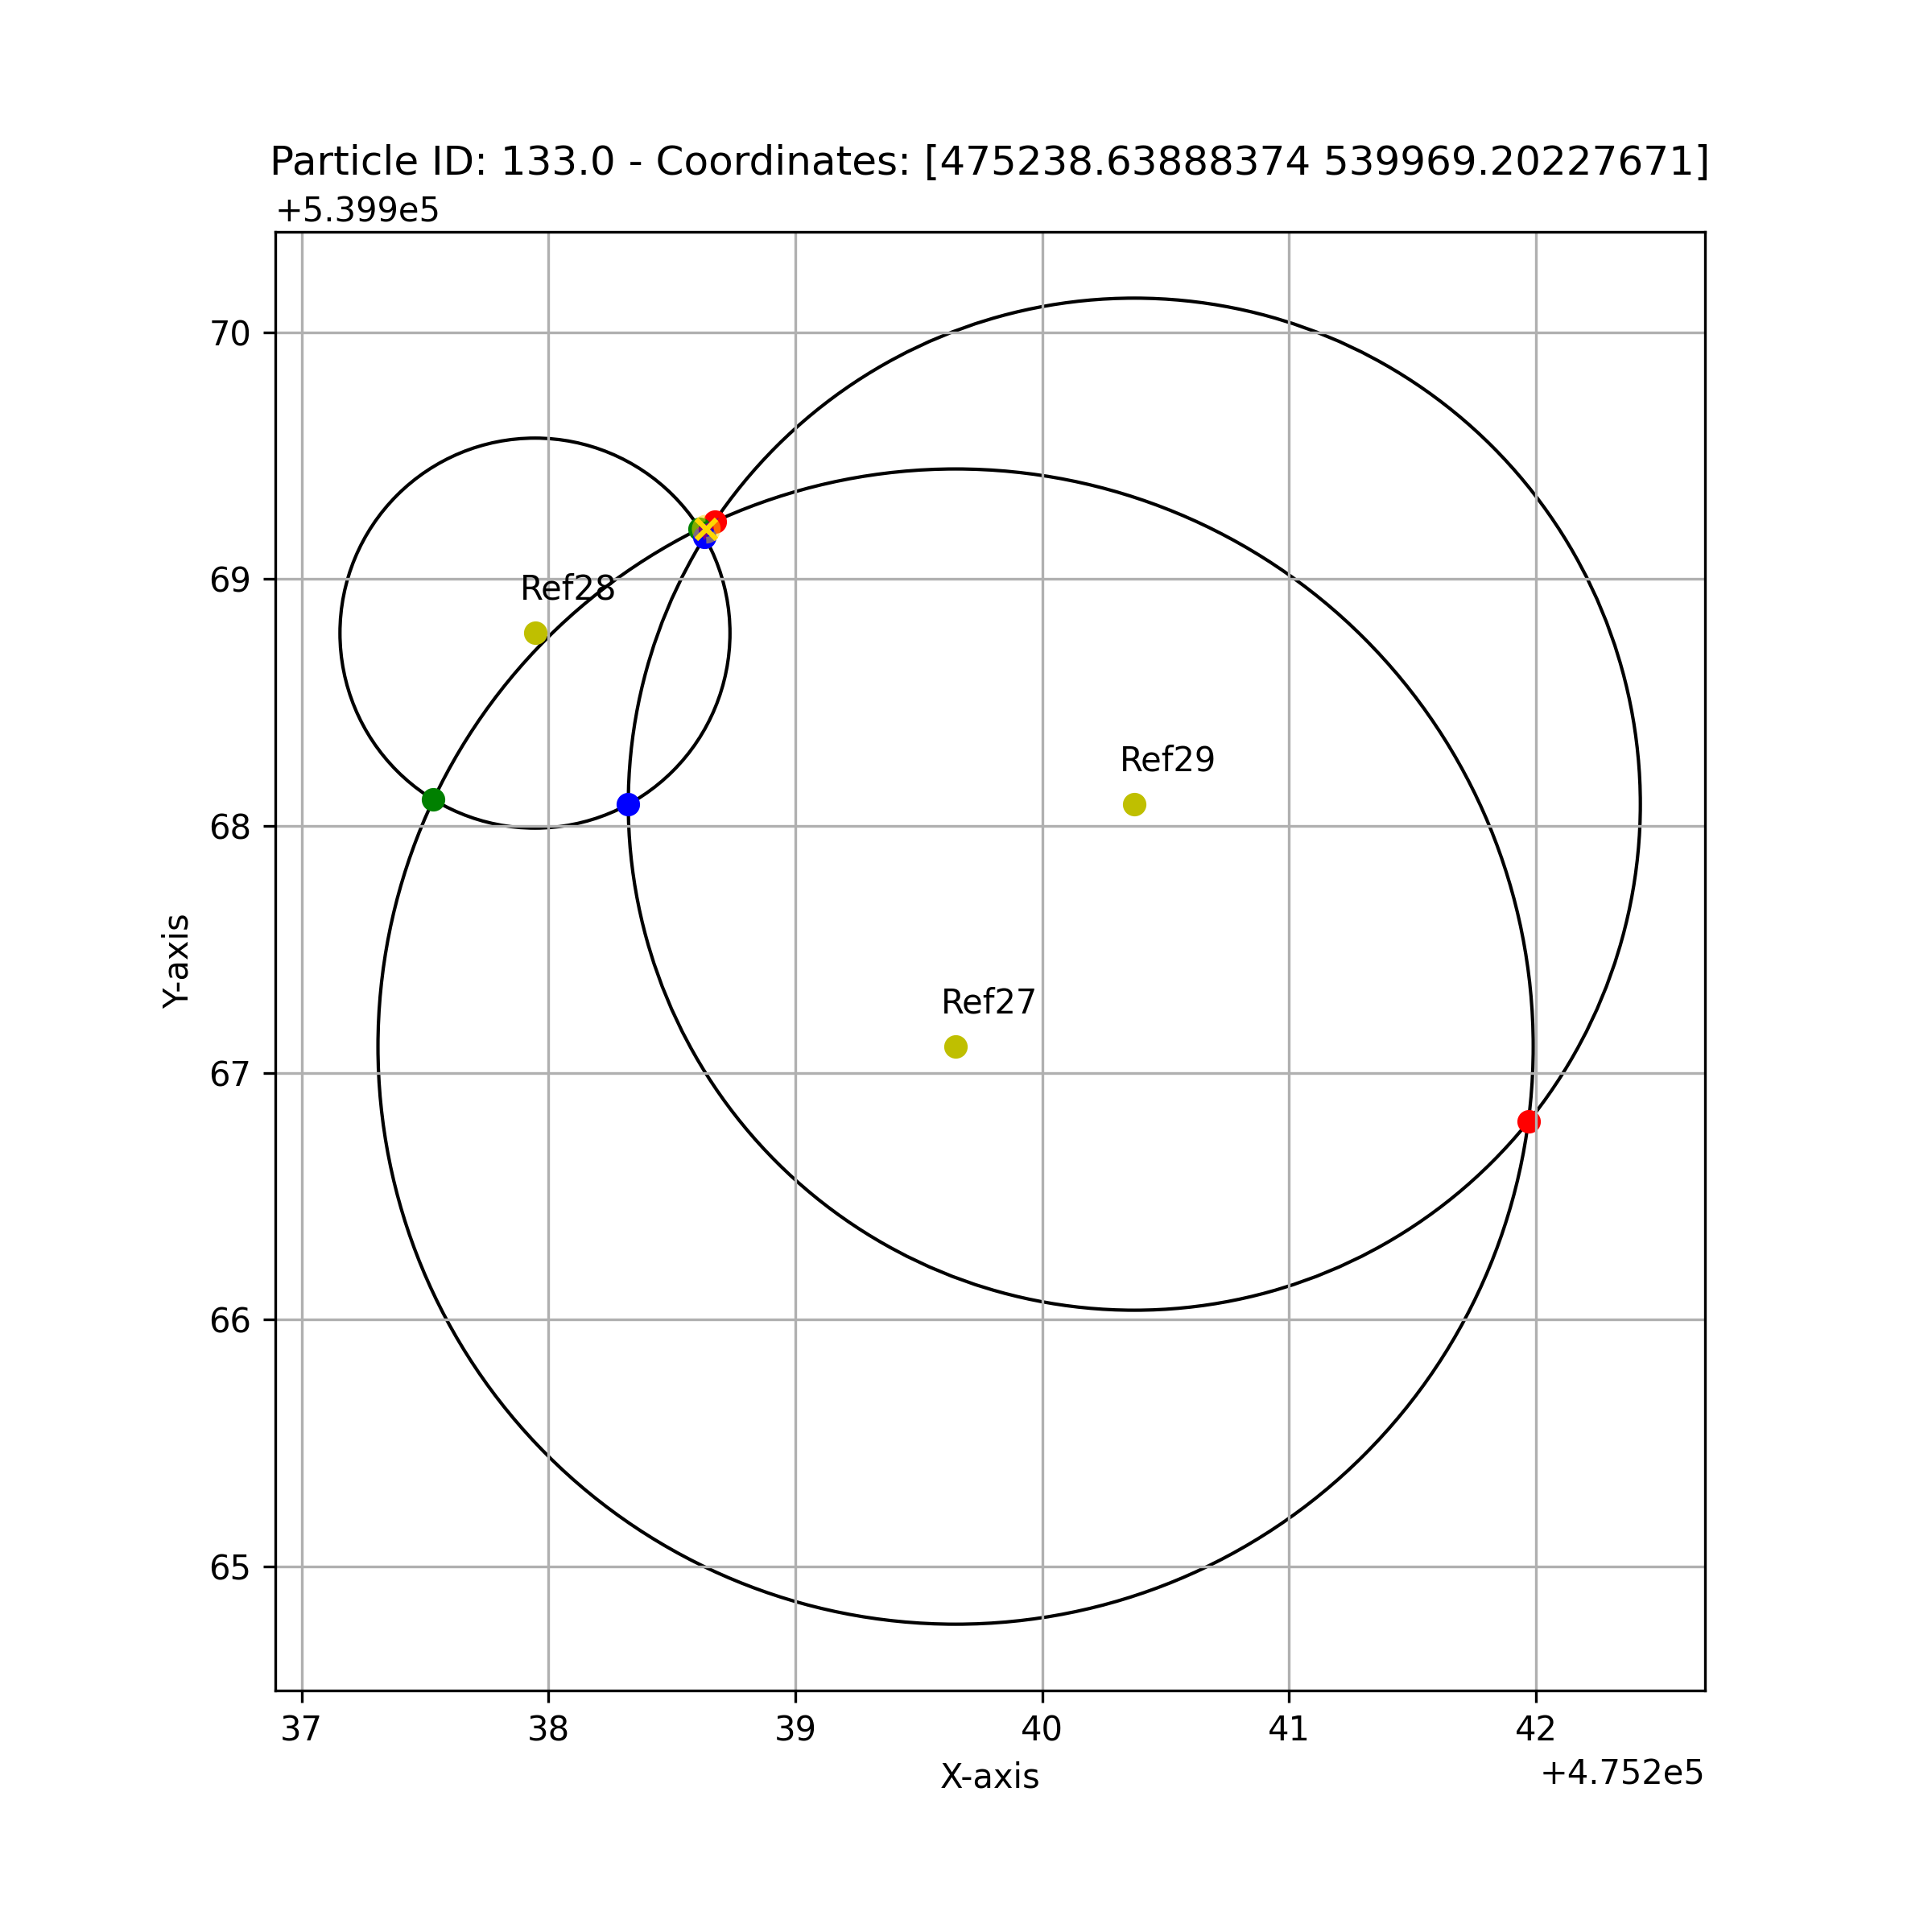 Particle ID: 133.0 - Coordinates: [475238.63888374 539969.20227671]
+5.399e5
70
69
68
67
66
65
Y-axis
Ref28
Ref29
Ref27
37 38 39 40 41 42
X-axis
+4.752e5